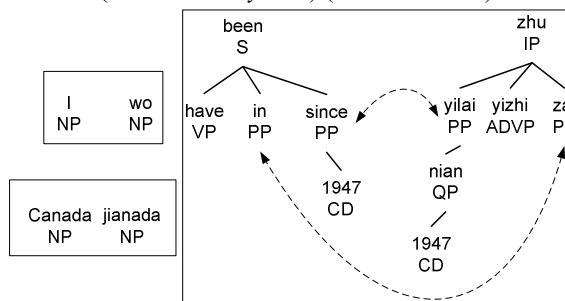 been
S
zhu
IP
I
NP
wo
NP
have
VP
in
PP
since
PP
yilai
PP
yizhi
ADVP
1947
CD
nian
QP
1947
CD
Canada
NP
jianada
NP